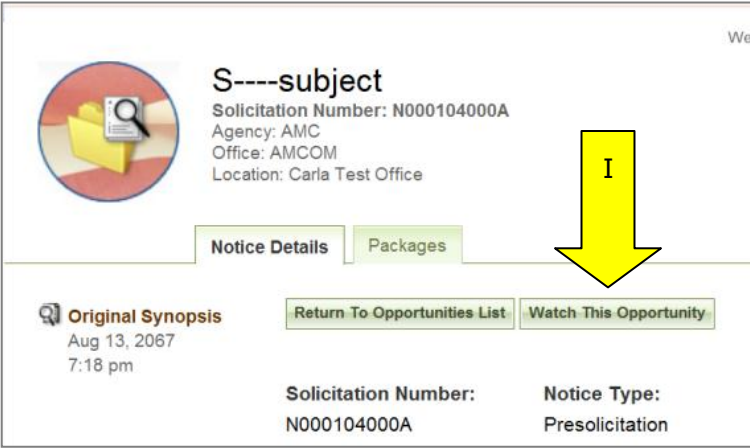 We
S----subject
Solicitation Number: N000104000A
Agency: AMC
Office: AMCOM
Location: Carla Test Office
I
Notice Details Packages
Original Synopsis
Aug 13, 2067
7:18 pm
Return To Opportunities List Watch This Opportunity
Solicitation Number: Notice Type:
N000104000A Presolicitation